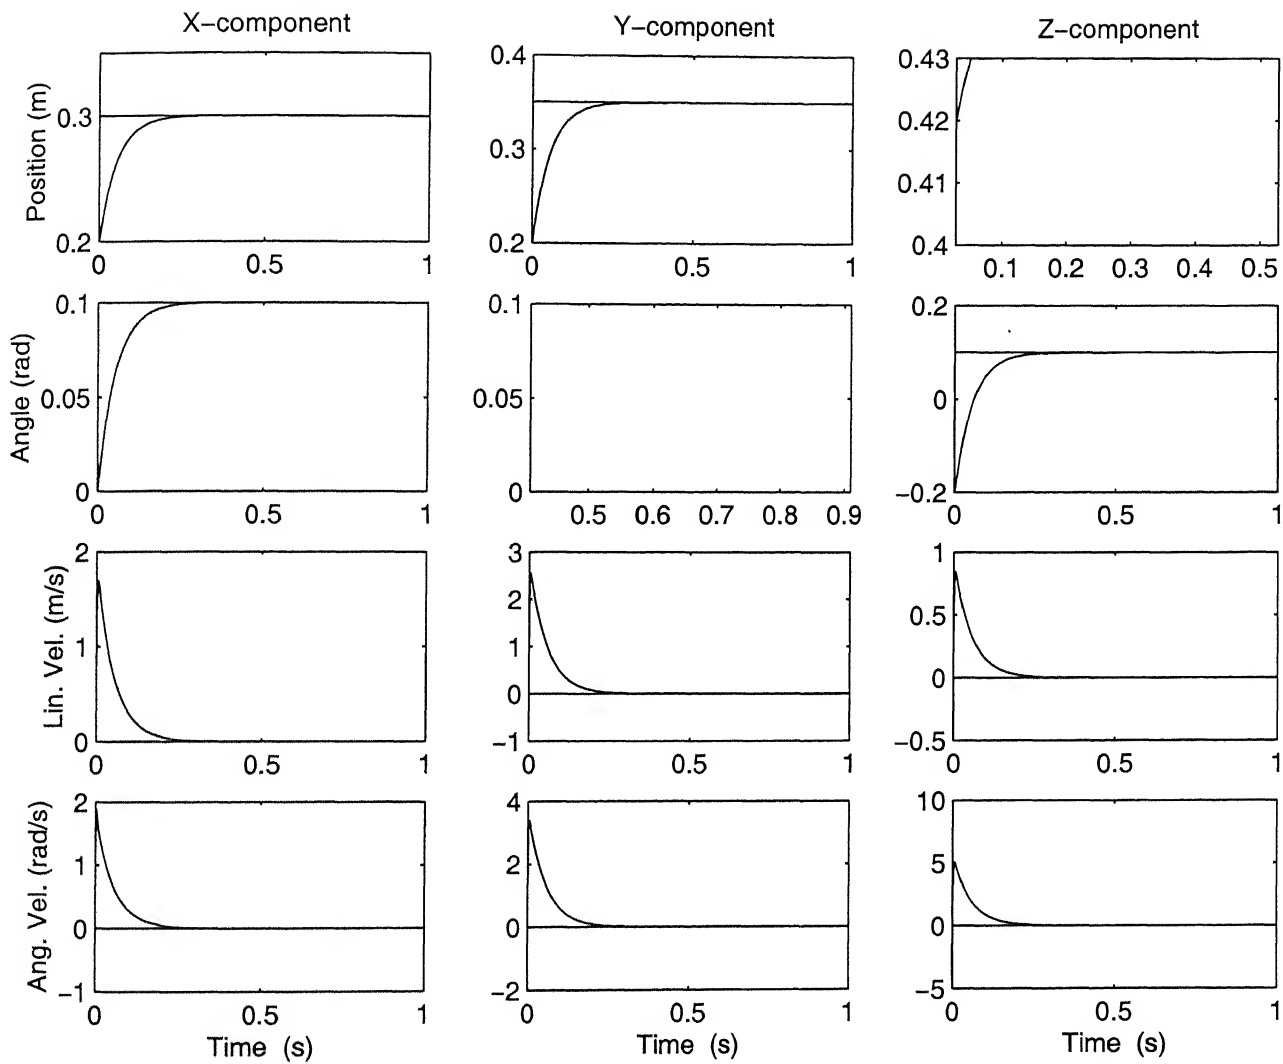 X–component Y–component Z–component
Position (m)
0.3
0.2
0 0.5 1
0.4
0.3
0.2
0 0.5 1
0.43
0.42
0.41
0.4
0.1 0.2 0.3 0.4 0.5
Angle (rad)
0.1
0.05
0
0 0.5 1
0.1
0.05
0
0.5 0.6 0.7 0.8 0.9
0.2
0
−0.2
0 0.5 1
Lin. Vel. (m/s)
2
1
0
0 0.5 1
3
2
1
0
−1
0 0.5 1
1
0.5
0
−0.5
0 0.5 1
Ang. Vel. (rad/s)
2
1
0
−1
0 0.5 1
4
2
0
−2
0 0.5 1
10
5
0
−5
0 0.5 1
Time (s) Time (s) Time (s)